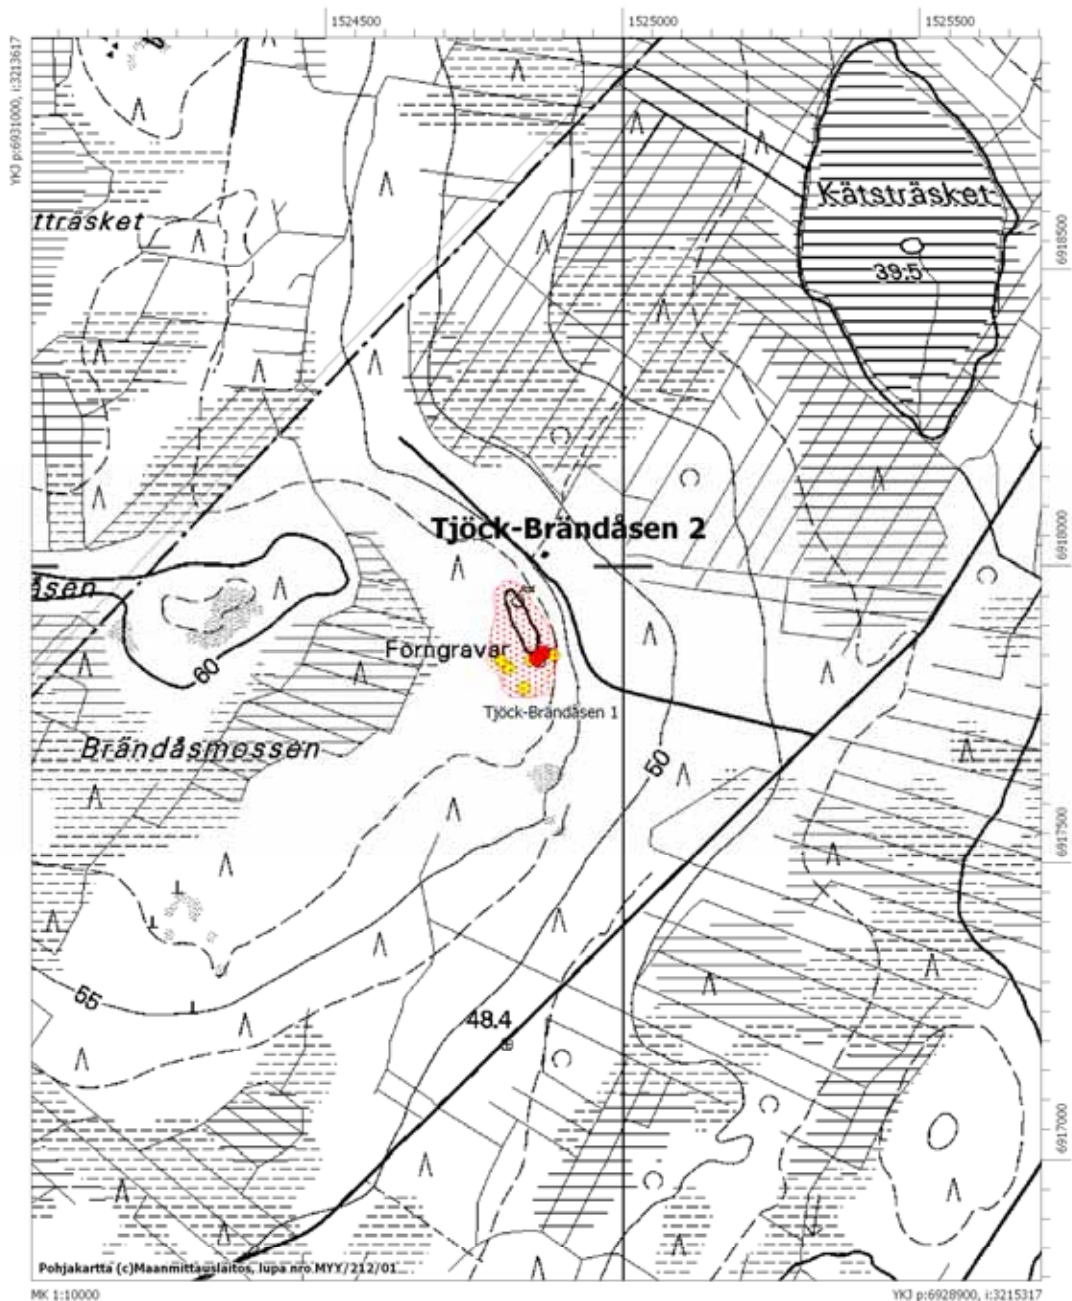 1524500
1525000
1525500
YKJ p:6931000, i:3213617
Kätsträsket
tträsket
6918500
39.5
Tjöck-Brändåsen 2
6918000
åsen
Förngravar
60
Tjöck-Brändåsen 1
Brändåsmossen
50
6917500
55
48.4
6917000
Pohjakartta (c)Maanmittauslaitos, lupa nro MYY/212/01
MK 1:10000
YKJ p:6928900, i:3215317